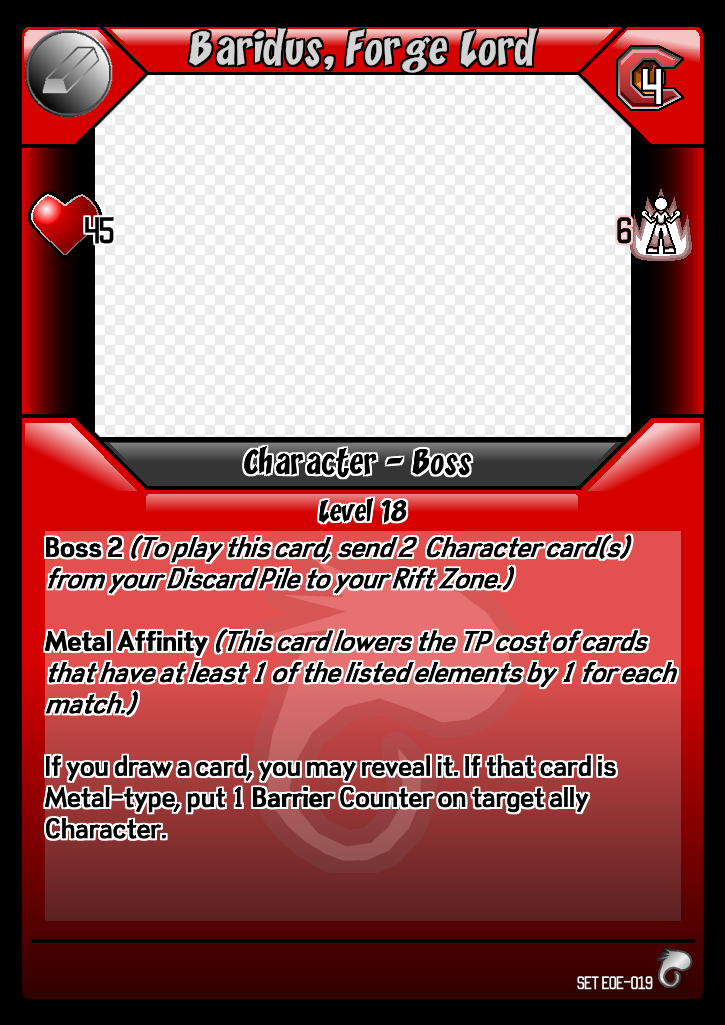 Baridus, Forge Lord
4
45
6
Character - Boss
Level 18
Boss 2 (To play this card, send 2 Character card(s)
from your Discard Pile to your Rift Zone.)
Metal Affinity (This card lowers the TP cost of cards
that have at least 1 of the listed elements by 1 for each
match.)
If you draw a card, you may reveal it. If that card is
Metal-type, put 1 Barrier Counter on target ally
Character.
SET EOE-019